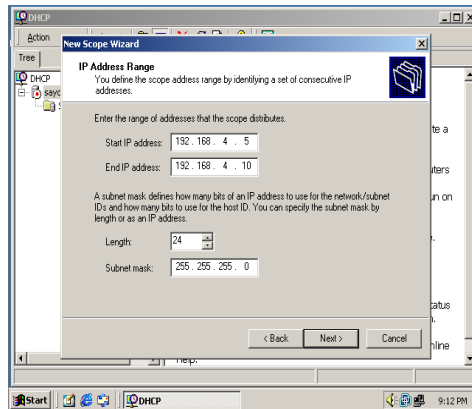 DHCP
Action
New Scope Wizard
Tree
DHCP
sayc
IP Address Range
You define the scope address range by identifying a set of consecutive IP
addresses.
Enter the range of addresses that the scope distributes.
te a
Start IP address: 192 . 168 . 4 . 5
End IP address: 192 . 168 . 4 . 10
uters
A subnet mask defines how many bits of an IP address to use for the network/subnet
IDs and how many bits to use for the host ID. You can specify the subnet mask by
length or as an IP address.
un on
Length: 24
Subnet mask: 255 . 255 . 255 . 0
tatus
< Back Next > Cancel
nline
Help.
Start DHCP 9:12 PM